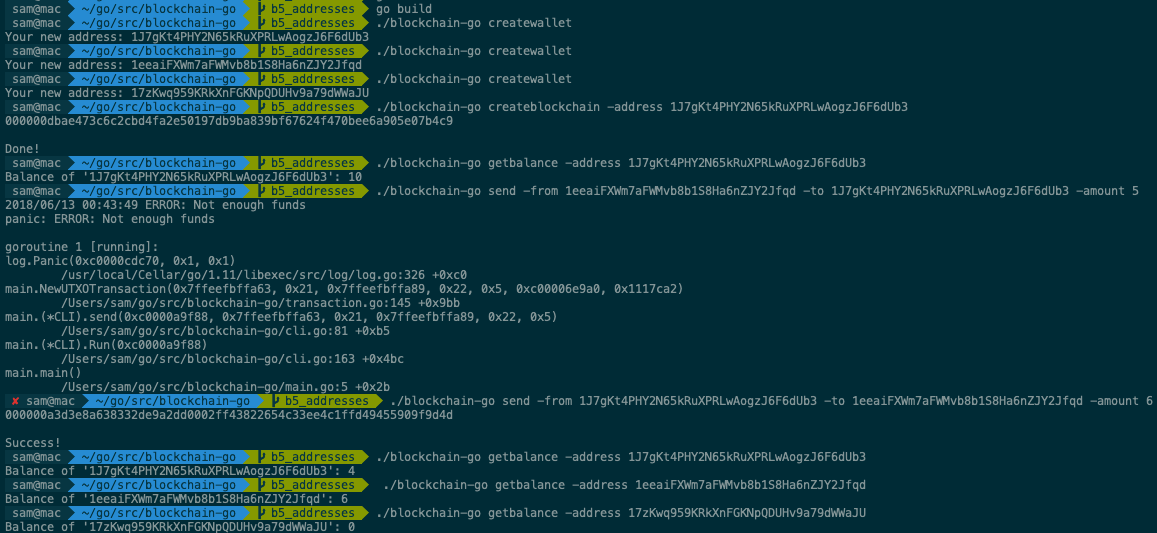 sam@mac ~/go/src/blockchain-go b5_addresses go build
sam@mac ~/go/src/blockchain-go b5_addresses ./blockchain-go createwallet
Your new address: 1J7gKt4PHY2N65kRuXPRLwAogzJ6F6dUb3
sam@mac ~/go/src/blockchain-go b5_addresses ./blockchain-go createwallet
Your new address: 1eeaiFXWm7aFWMvb8b1S8Ha6nZJY2Jfqd
sam@mac ~/go/src/blockchain-go b5_addresses ./blockchain-go createwallet
Your new address: 17zKwq959KRkXnFGKNpQDUHv9a79dWWaJU
sam@mac ~/go/src/blockchain-go b5_addresses ./blockchain-go createblockchain -address 1J7gKt4PHY2N65kRuXPRLwAogzJ6F6dUb3
000000dbae473c6c2cbd4fa2e50197db9ba839bf67624f470bee6a905e07b4c9
Done!
sam@mac ~/go/src/blockchain-go b5_addresses ./blockchain-go getbalance -address 1J7gKt4PHY2N65kRuXPRLwAogzJ6F6dUb3
Balance of '1J7gKt4PHY2N65kRuXPRLwAogzJ6F6dUb3': 10
sam@mac ~/go/src/blockchain-go b5_addresses ./blockchain-go send -from 1eeaiFXWm7aFWMvb8b1S8Ha6nZJY2Jfqd -to 1J7gKt4PHY2N65kRuXPRLwAogzJ6F6dUb3 -amount 5
2018/06/13 00:43:49 ERROR: Not enough funds
panic: ERROR: Not enough funds
goroutine 1 [running]:
log.Panic(0xc0000cdc70, 0x1, 0x1)
/usr/local/Cellar/go/1.11/libexec/src/log/log.go:326 +0xc0
main.NewUTXOTransaction(0x7ffeefbffa63, 0x21, 0x7ffeefbffa89, 0x22, 0x5, 0xc00006e9a0, 0x1117ca2)
/Users/sam/go/src/blockchain-go/transaction.go:145 +0x9bb
main.(*CLI).send(0xc0000a9f88, 0x7ffeefbffa63, 0x21, 0x7ffeefbffa89, 0x22, 0x5)
/Users/sam/go/src/blockchain-go/cli.go:81 +0xb5
main.(*CLI).Run(0xc0000a9f88)
/Users/sam/go/src/blockchain-go/cli.go:163 +0x4bc
main.main()
/Users/sam/go/src/blockchain-go/main.go:5 +0x2b
✘ sam@mac ~/go/src/blockchain-go b5_addresses ./blockchain-go send -from 1J7gKt4PHY2N65kRuXPRLwAogzJ6F6dUb3 -to 1eeaiFXWm7aFWMvb8b1S8Ha6nZJY2Jfqd -amount 6
000000a3d3e8a638332de9a2dd0002ff43822654c33ee4c1ffd49455909f9d4d
Success!
sam@mac ~/go/src/blockchain-go b5_addresses ./blockchain-go getbalance -address 1J7gKt4PHY2N65kRuXPRLwAogzJ6F6dUb3
Balance of '1J7gKt4PHY2N65kRuXPRLwAogzJ6F6dUb3': 4
sam@mac ~/go/src/blockchain-go b5_addresses ./blockchain-go getbalance -address 1eeaiFXWm7aFWMvb8b1S8Ha6nZJY2Jfqd
Balance of '1eeaiFXWm7aFWMvb8b1S8Ha6nZJY2Jfqd': 6
sam@mac ~/go/src/blockchain-go b5_addresses ./blockchain-go getbalance -address 17zKwq959KRkXnFGKNpQDUHv9a79dWWaJU
Balance of '17zKwq959KRkXnFGKNpQDUHv9a79dWWaJU': 0